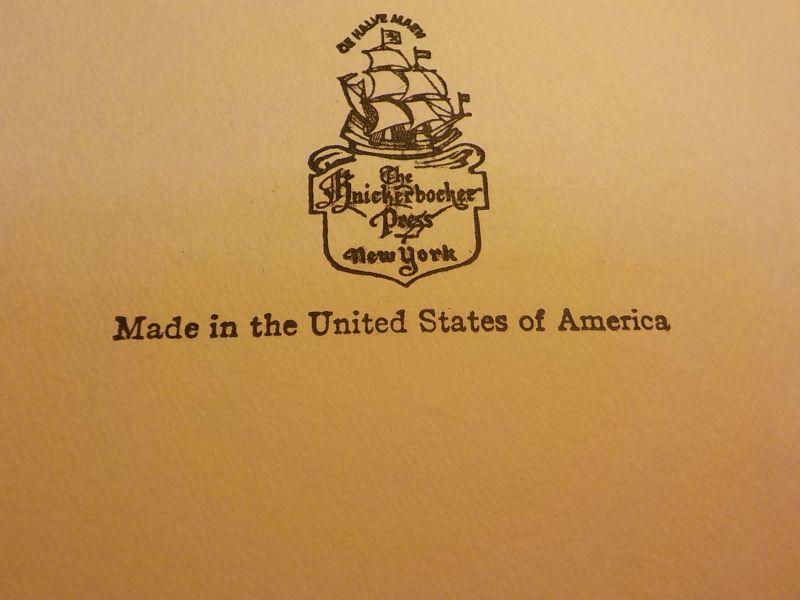 DE HALVE MAEN
The
Knickerbocker
Press
New York
Made in the United States of America